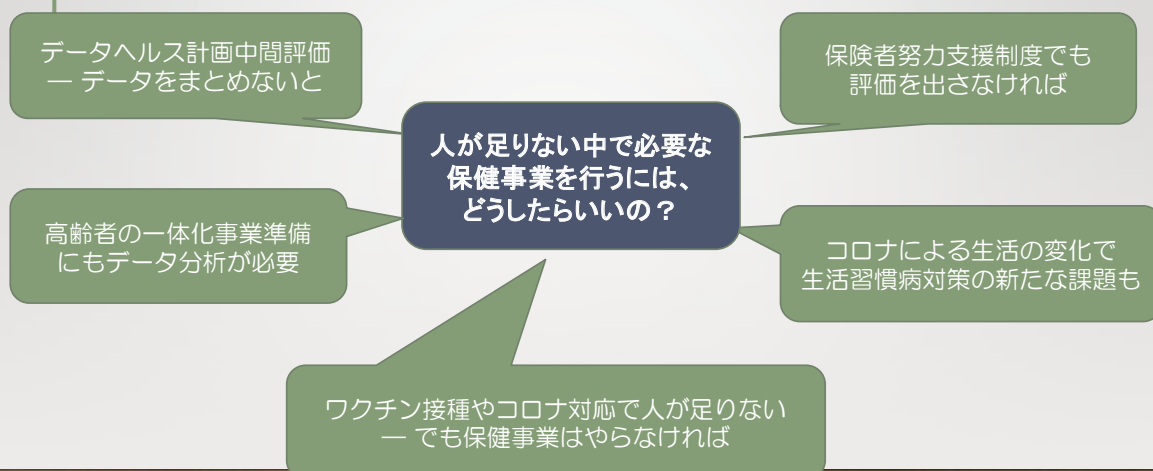 データヘルス計画中間評価
― データをまとめないと
保険者努力支援制度でも
評価を出さなければ
人が足りない中で必要な
保健事業を行うには、
どうしたらいいの？
高齢者の一体化事業準備
にもデータ分析が必要
コロナによる生活の変化で
生活習慣病対策の新たな課題も
ワクチン接種やコロナ対応で人が足りない
― でも保健事業はやらなければ